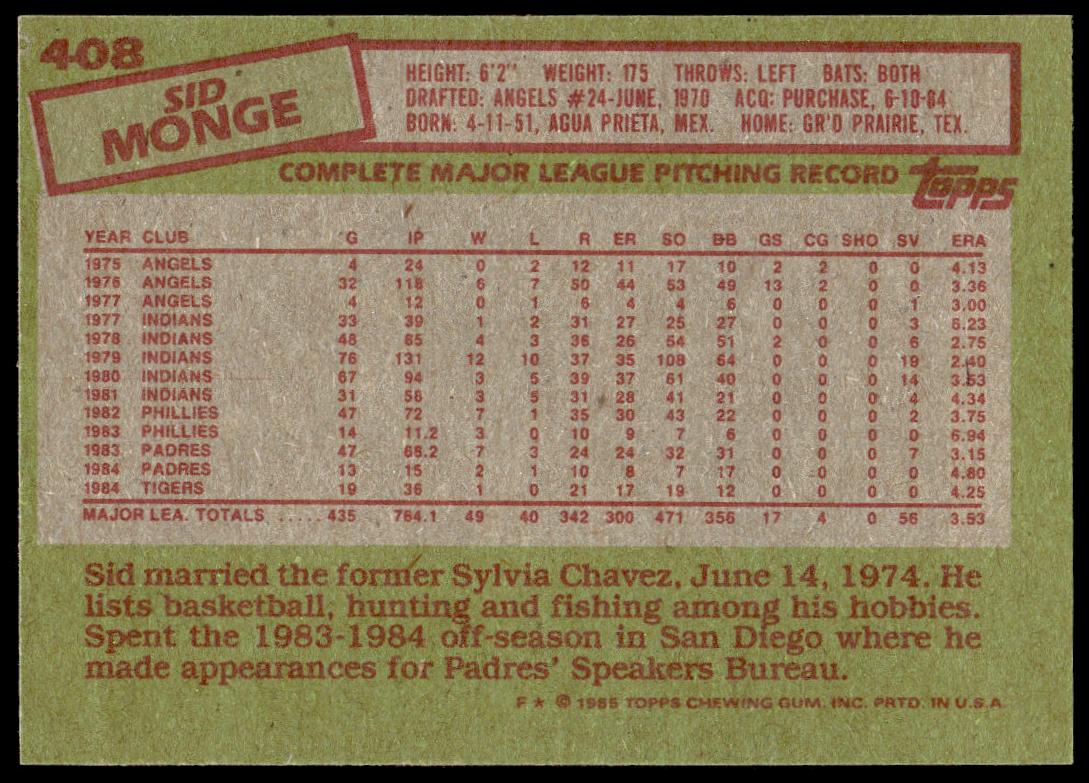 408
SID
MONGE
HEIGHT: 6'2" WEIGHT: 175 THROWS: LEFT BATS: BOTH
DRAFTED: ANGELS #24-JUNE, 1970 ACQ: PURCHASE, 6-10-84
BORN: 4-11-51, AGUA PRIETA, MEX. HOME: GR'D PRAIRIE, TEX.
COMPLETE MAJOR LEAGUE PITCHING RECORD topps
YEAR CLUB G IP W L R ER SO BB GS CG SHO SV ERA
1975 ANGELS 4 24 0 2 12 11 17 10 2 2 0 0 4.13
1976 ANGELS 32 118 6 7 50 44 53 49 13 2 0 0 3.36
1977 ANGELS 4 12 0 1 6 4 4 6 0 0 0 1 3.00
1977 INDIANS 33 39 1 2 31 27 25 27 0 0 0 3 6.23
1978 INDIANS 48 85 4 3 36 26 54 51 2 0 0 6 2.75
1979 INDIANS 76 131 12 10 37 35 108 64 0 0 0 19 2.40
1980 INDIANS 67 94 3 5 39 37 61 40 0 0 0 14 3.53
1981 INDIANS 31 58 3 5 31 28 41 21 0 0 0 4 4.34
1982 PHILLIES 47 72 7 1 35 30 43 22 0 0 0 2 3.75
1983 PHILLIES 14 11.2 3 0 10 9 7 6 0 0 0 0 6.94
1983 PADRES 47 68.2 7 3 24 24 32 31 0 0 0 7 3.15
1984 PADRES 13 15 2 1 10 8 7 17 0 0 0 0 4.80
1984 TIGERS 19 36 1 0 21 17 19 12 0 0 0 0 4.25
MAJOR LEA. TOTALS ..... 435 764.1 49 40 342 300 471 356 17 4 0 56 3.53
Sid married the former Sylvia Chavez, June 14, 1974. He
lists basketball, hunting and fishing among his hobbies.
Spent the 1983-1984 off-season in San Diego where he
made appearances for Padres' Speakers Bureau.
F ★ © 1985 TOPPS CHEWING GUM. INC. PRTD. IN U.S.A.